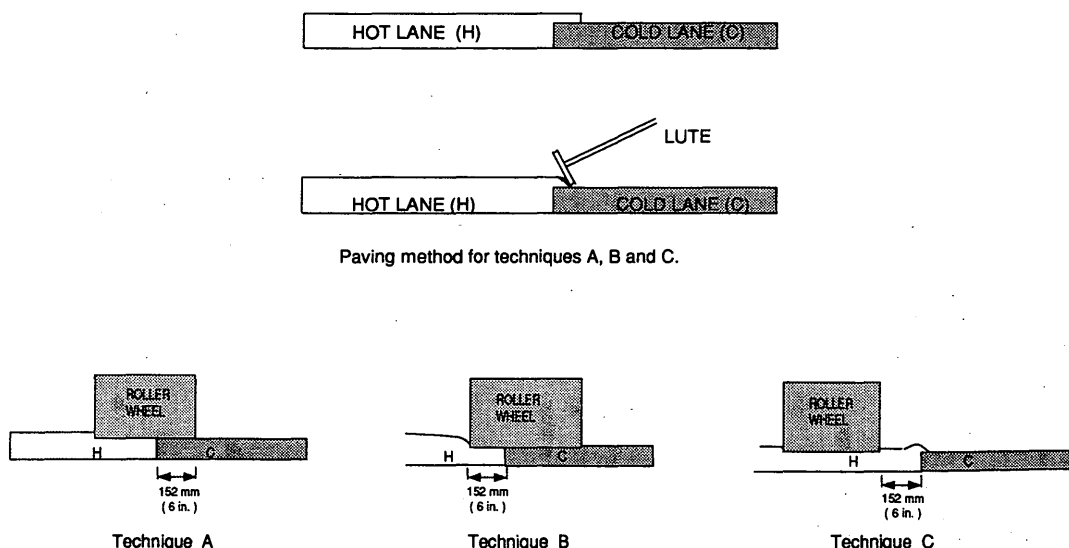 HOT LANE (H)
COLD LANE (C)
LUTE
HOT LANE (H)
COLD LANE (C)
Paving method for techniques A, B and C.
ROLLER
WHEEL
H
C
152 mm
( 6 in. )
Technique A
ROLLER
WHEEL
H
C
152 mm
( 6 in. )
Technique B
ROLLER
WHEEL
H
C
152 mm
( 6 in. )
Technique C